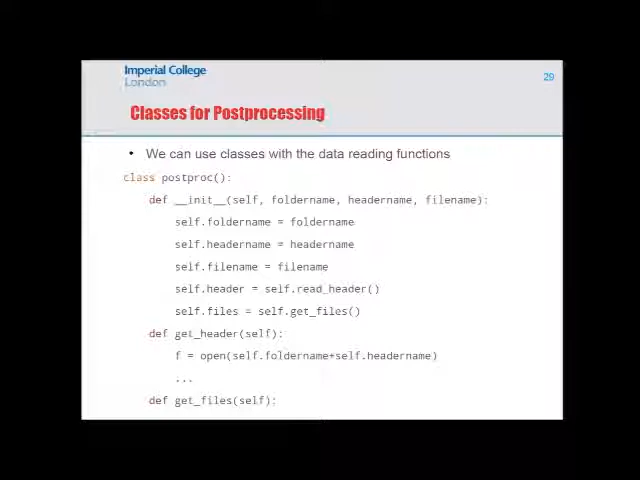 Imperial College
London
29
Classes for Postprocessing
• We can use classes with the data reading functions
class postproc():
def __init__(self, foldername, headername, filename):
self.foldername = foldername
self.headername = headername
self.filename = filename
self.header = self.read_header()
self.files = self.get_files()
def get_header(self):
f = open(self.foldername+self.headername)
...
def get_files(self):